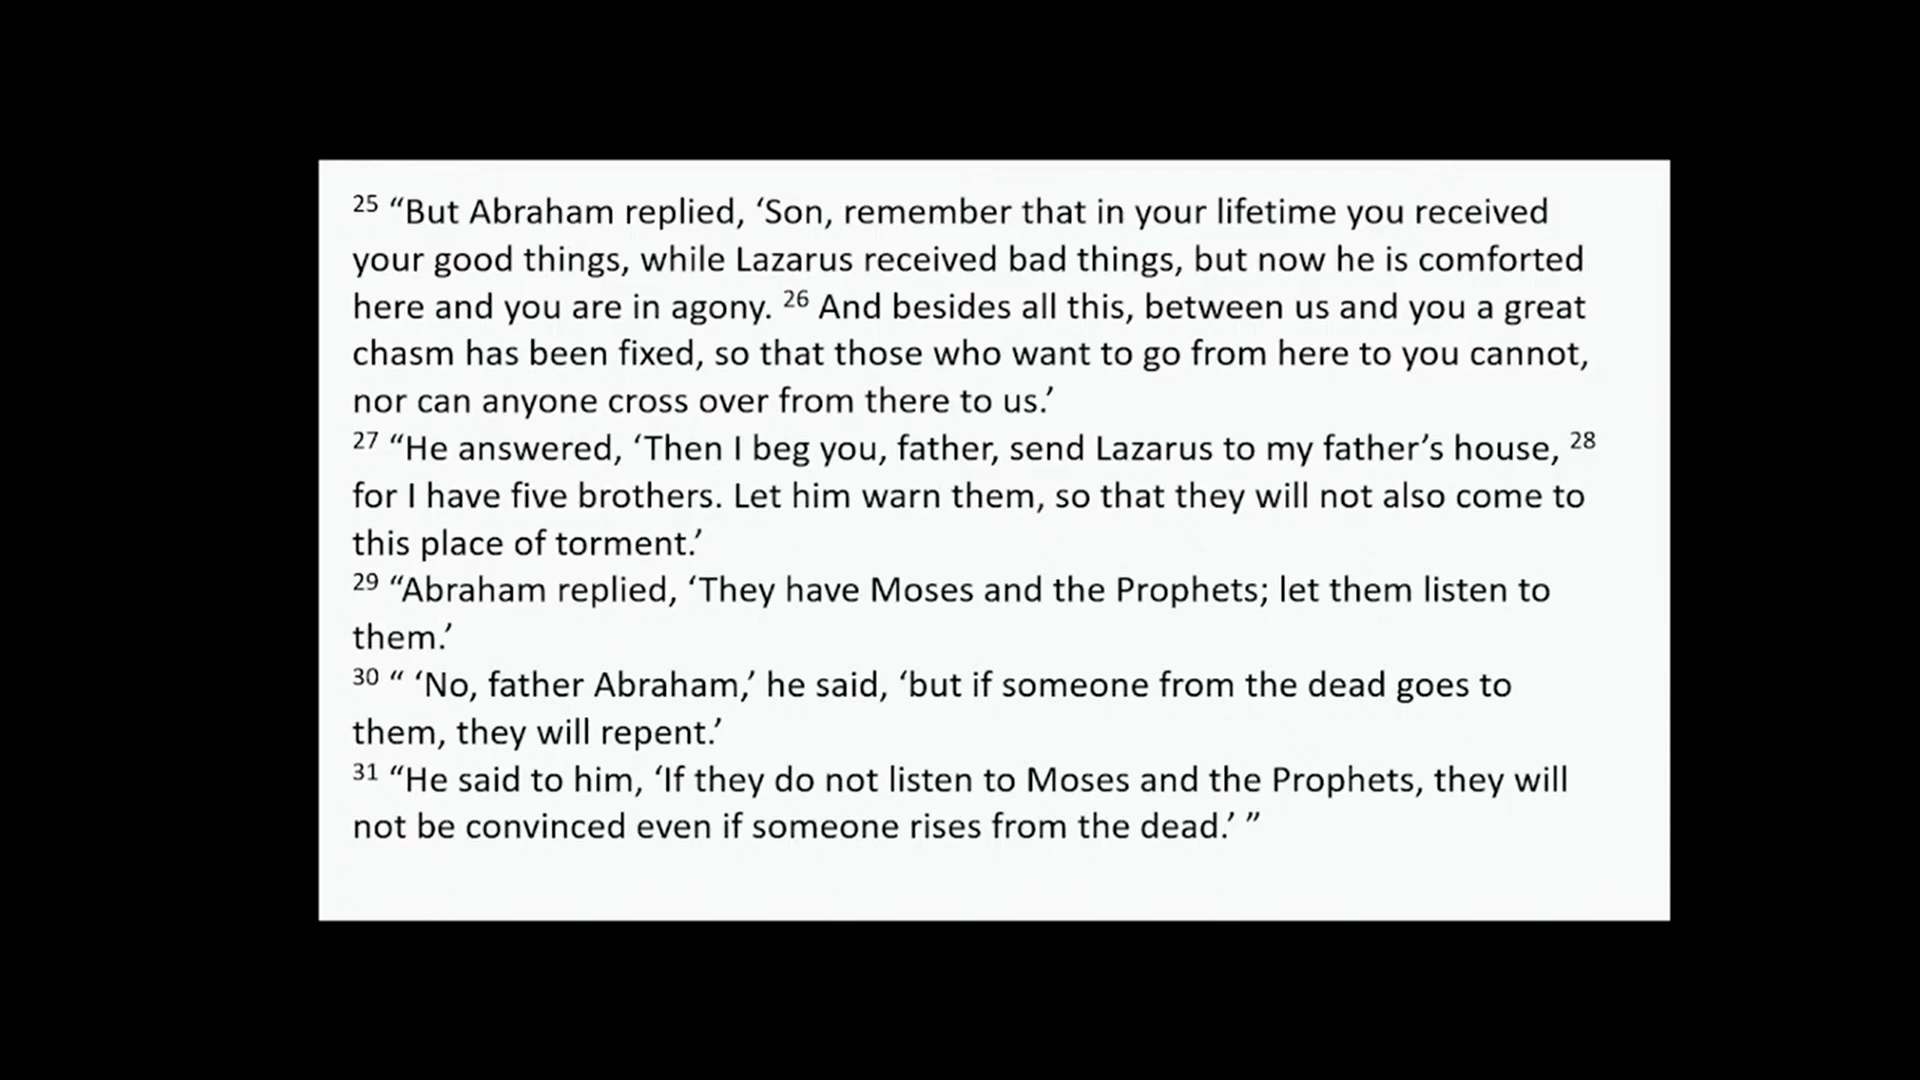 25 “But Abraham replied, ‘Son, remember that in your lifetime you received
your good things, while Lazarus received bad things, but now he is comforted
here and you are in agony. 26 And besides all this, between us and you a great
chasm has been fixed, so that those who want to go from here to you cannot,
nor can anyone cross over from there to us.’
27 “He answered, ‘Then I beg you, father, send Lazarus to my father’s house, 28
for I have five brothers. Let him warn them, so that they will not also come to
this place of torment.’
29 “Abraham replied, ‘They have Moses and the Prophets; let them listen to
them.’
30 “ ‘No, father Abraham,’ he said, ‘but if someone from the dead goes to
them, they will repent.’
31 “He said to him, ‘If they do not listen to Moses and the Prophets, they will
not be convinced even if someone rises from the dead.’ ”